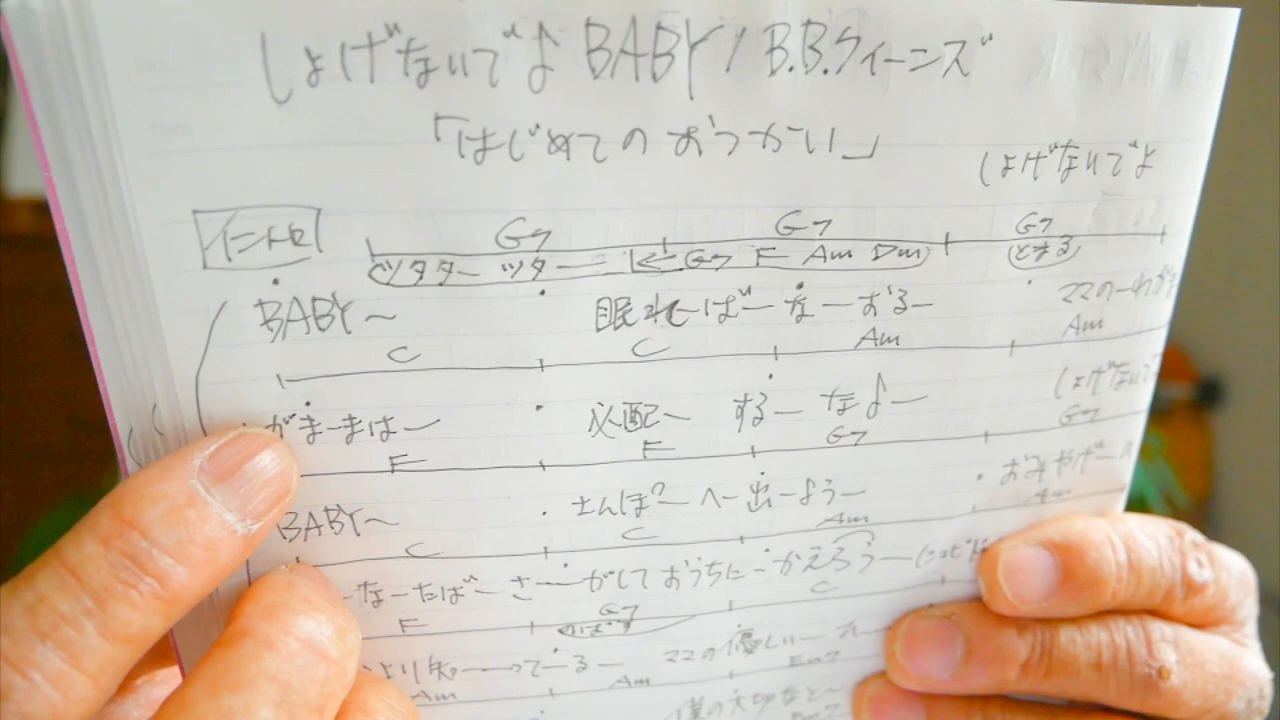 しょげないでよ BABY / B.B.クィーンズ
「はじめてのおつかい」
しょげないでよ
イントロ G7 G7 G7
ツタター ツター G7 F Am Dm とめる
BABY〜 眠れーばーなーおるー ママのーわが
C C Am Am
がまーまはー 心配〜 するーなよー しょげないで
F F G7 G7
BABY〜 さんぽ?ーへー出ーようー おみやげー
C C Am Am
なーたばーさーがして おうちにーかえろうー
F G7 C
より知ーーってーるー ママの優しいー
Am Am Em7
僕の大切なと〜